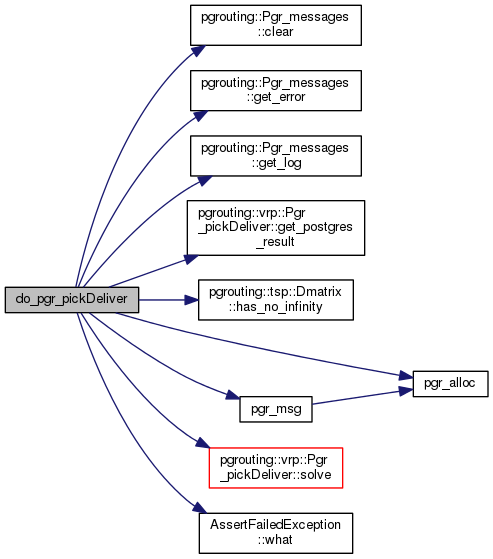 pgrouting::Pgr_messages
::clear
pgrouting::Pgr_messages
::get_error
pgrouting::Pgr_messages
::get_log
pgrouting::vrp::Pgr
_pickDeliver::get_postgres
_result
do_pgr_pickDeliver
pgrouting::tsp::Dmatrix
::has_no_infinity
pgr_alloc
pgr_msg
pgrouting::vrp::Pgr
_pickDeliver::solve
AssertFailedException
::what